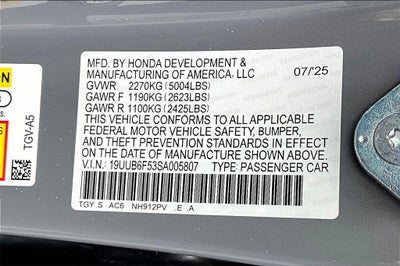 MFD. BY HONDA DEVELOPMENT &
MANUFACTURING OF AMERICA, LLC 07/'25
GVWR 2270KG (5004LBS)
GAWR F 1190KG (2623LBS)
GAWR R 1100KG (2425LBS)
THIS VEHICLE CONFORMS TO ALL APPLICABLE
FEDERAL MOTOR VEHICLE SAFETY, BUMPER,
AND THEFT PREVENTION STANDARDS IN EFFECT
ON THE DATE OF MANUFACTURE SHOWN ABOVE.
V.I.N.: 19UUB6F53SA005807 TYPE: PASSENGER CAR
TGY S AC6 NH912PV .E .A
TGV-A5